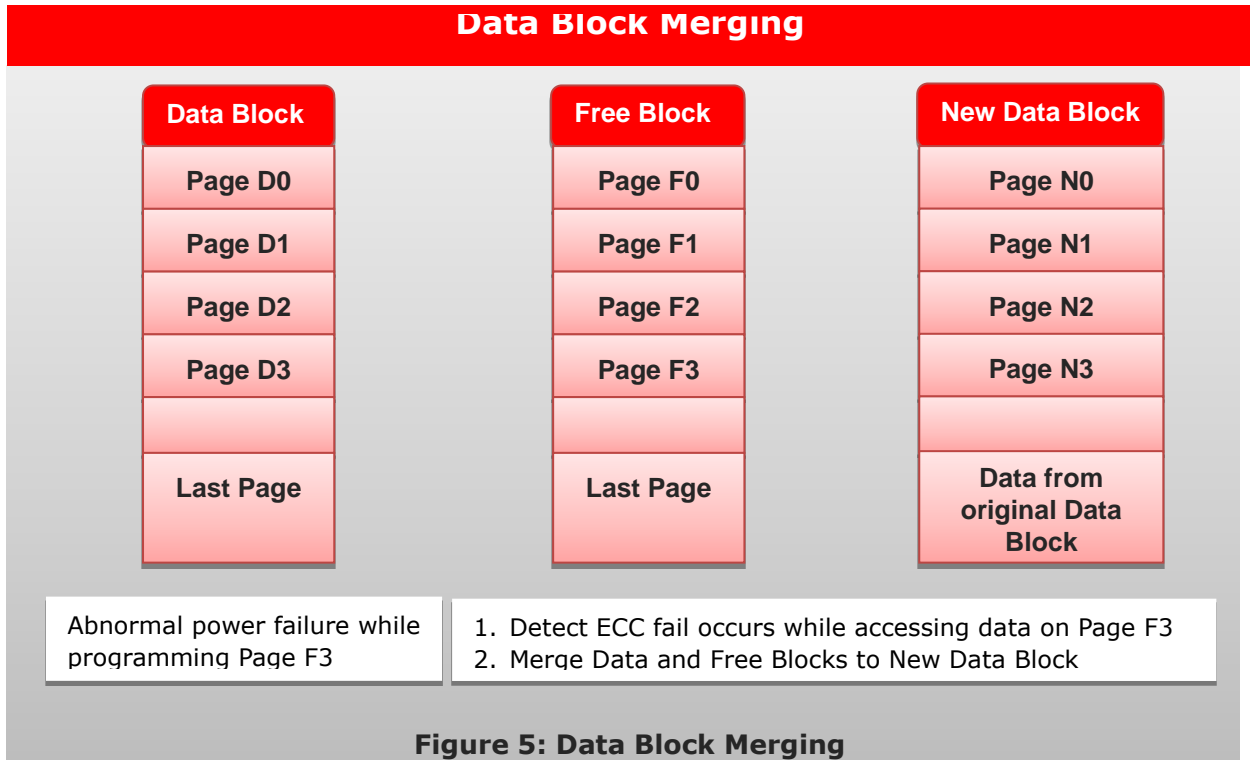 Data Block Merging
Data Block
Page D0
Page D1
Page D2
Page D3
Last Page
Free Block
Page F0
Page F1
Page F2
Page F3
Last Page
New Data Block
Page N0
Page N1
Page N2
Page N3
Data from
original Data
Block
Abnormal power failure while
programming Page F3
1. Detect ECC fail occurs while accessing data on Page F3
2. Merge Data and Free Blocks to New Data Block
Figure 5: Data Block Merging